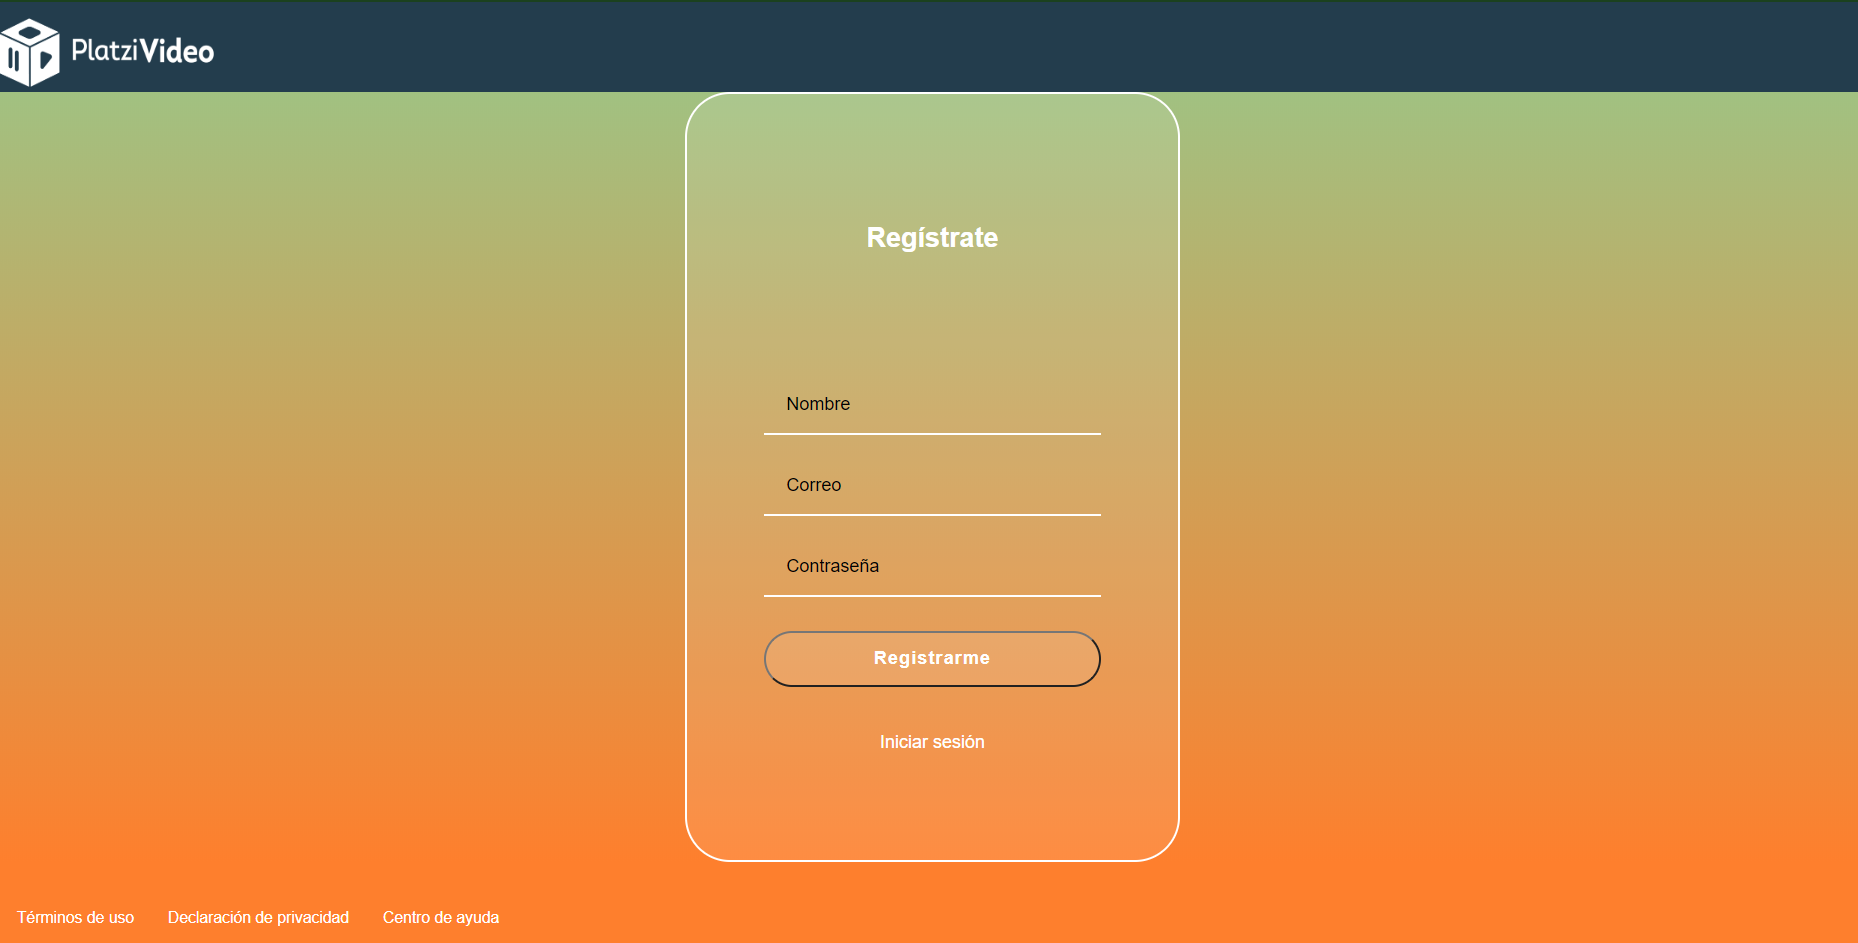 PlatziVideo
Regístrate
Nombre
Correo
Contraseña
Registrarme
Iniciar sesión
Términos de uso Declaración de privacidad Centro de ayuda